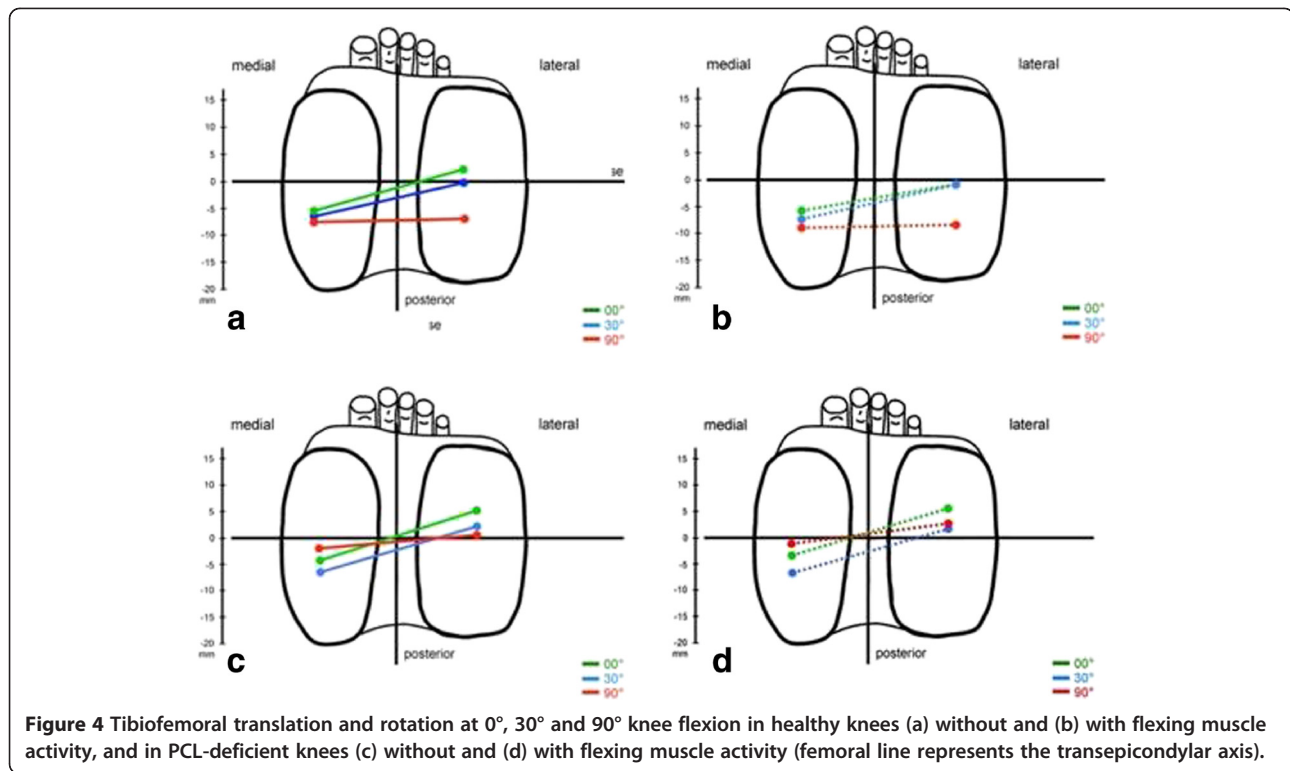 medial lateral
15
10
5
0
-5
-10
-15
-20
mm
se
posterior
se
a
00°
30°
90°
medial lateral
15
10
5
0
-5
-10
-15
-20
mm
posterior
b
00°
30°
90°
medial lateral
15
10
5
0
-5
-10
-15
-20
mm
posterior
c
00°
30°
90°
medial lateral
15
10
5
0
-5
-10
-15
-20
mm
posterior
d
00°
30°
90°
Figure 4 Tibiofemoral translation and rotation at 0°, 30° and 90° knee flexion in healthy knees (a) without and (b) with flexing muscle
activity, and in PCL-deficient knees (c) without and (d) with flexing muscle activity (femoral line represents the transepicondylar axis).